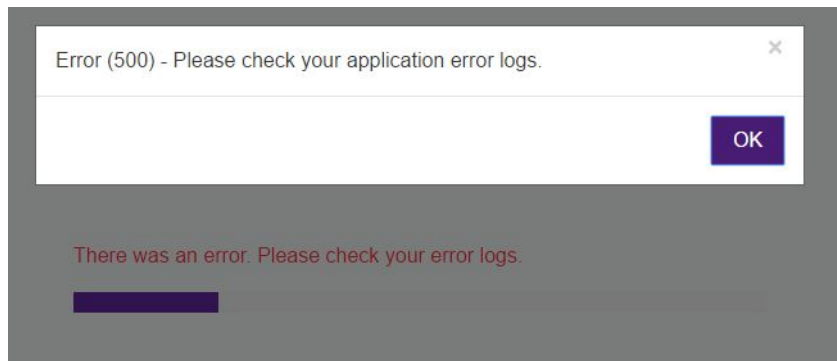 Error (500) - Please check your application error logs.
×
OK
There was an error. Please check your error logs.